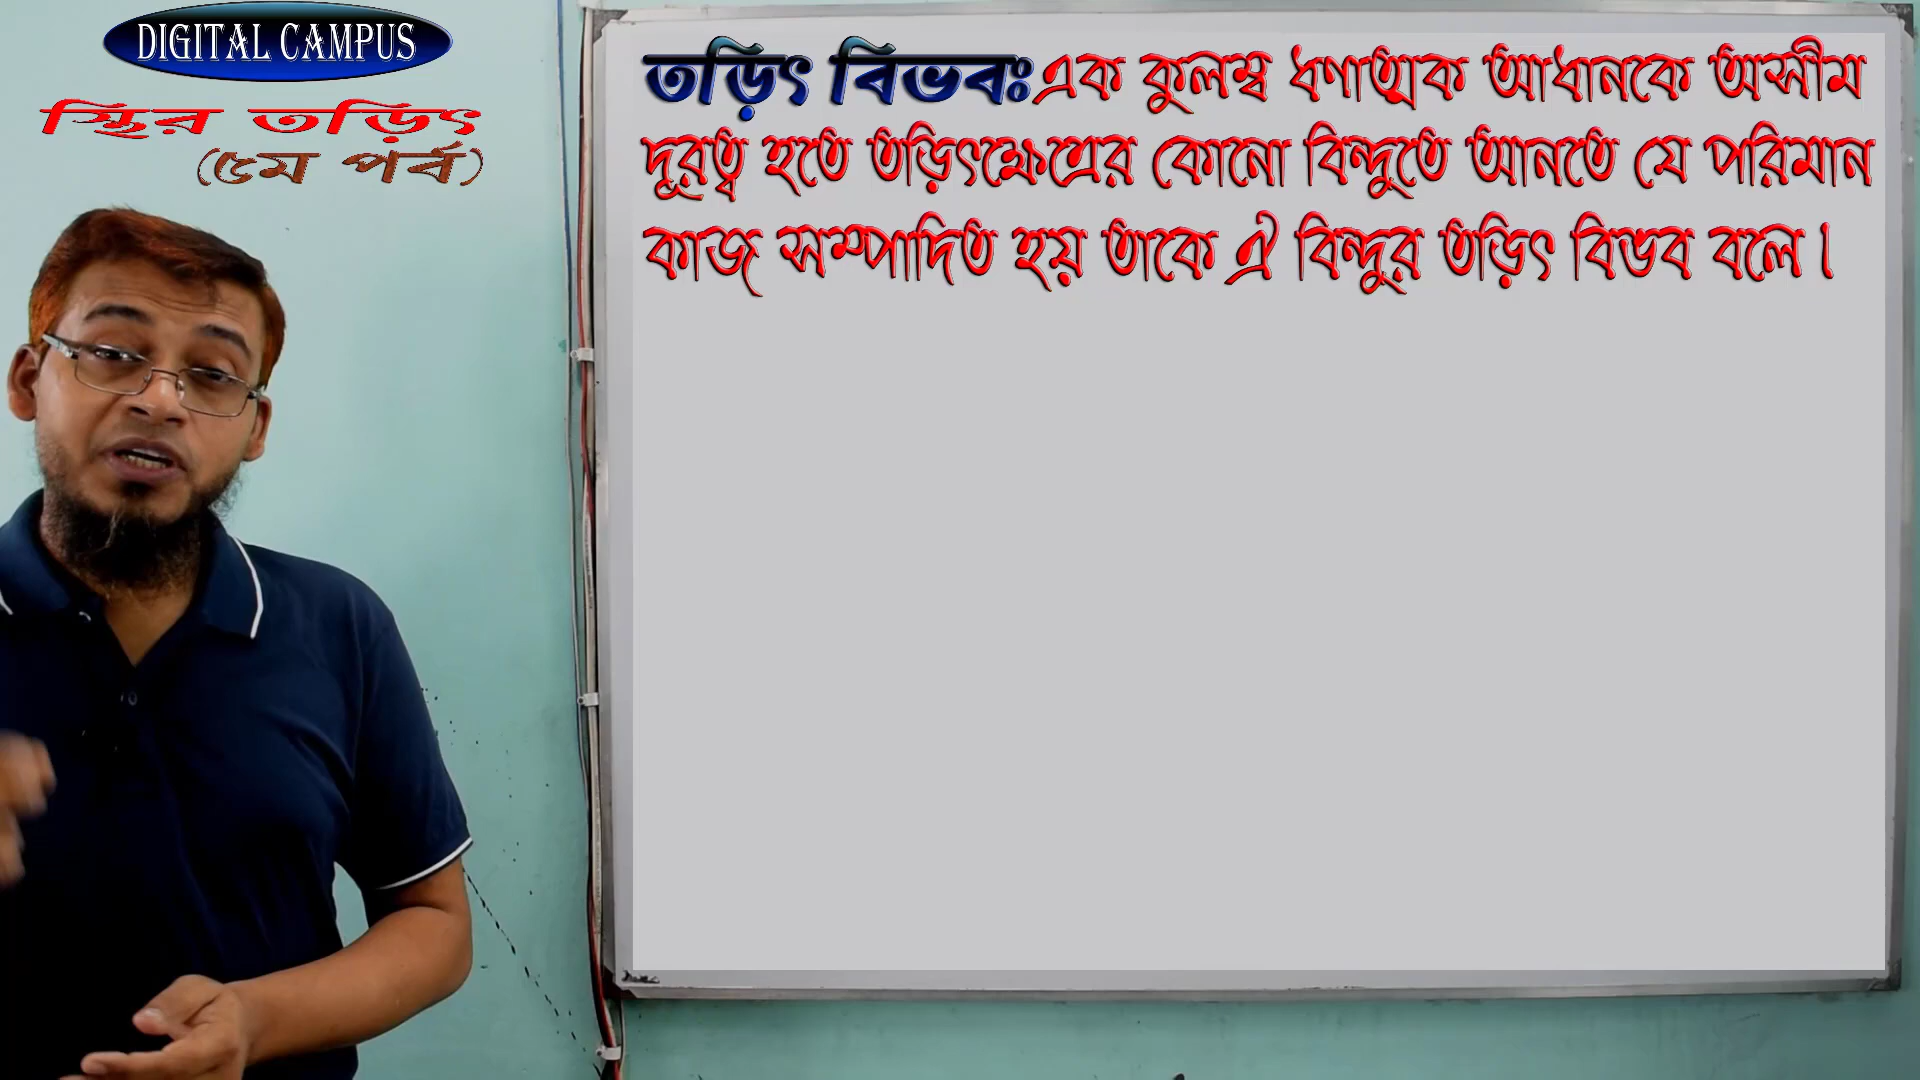 DIGITAL CAMPUS
স্থির তড়িৎ
(৫ম পর্ব)
তড়িৎ বিভবঃএক কুলম্ব ধণাত্মক আধানকে অসীম
দূরত্ব হতে তড়িৎক্ষেত্রের কোনো বিন্দুতে আনতে যে পরিমান
কাজ সম্পাদিত হয় তাকে ঐ বিন্দুর তড়িৎ বিভব বলে।